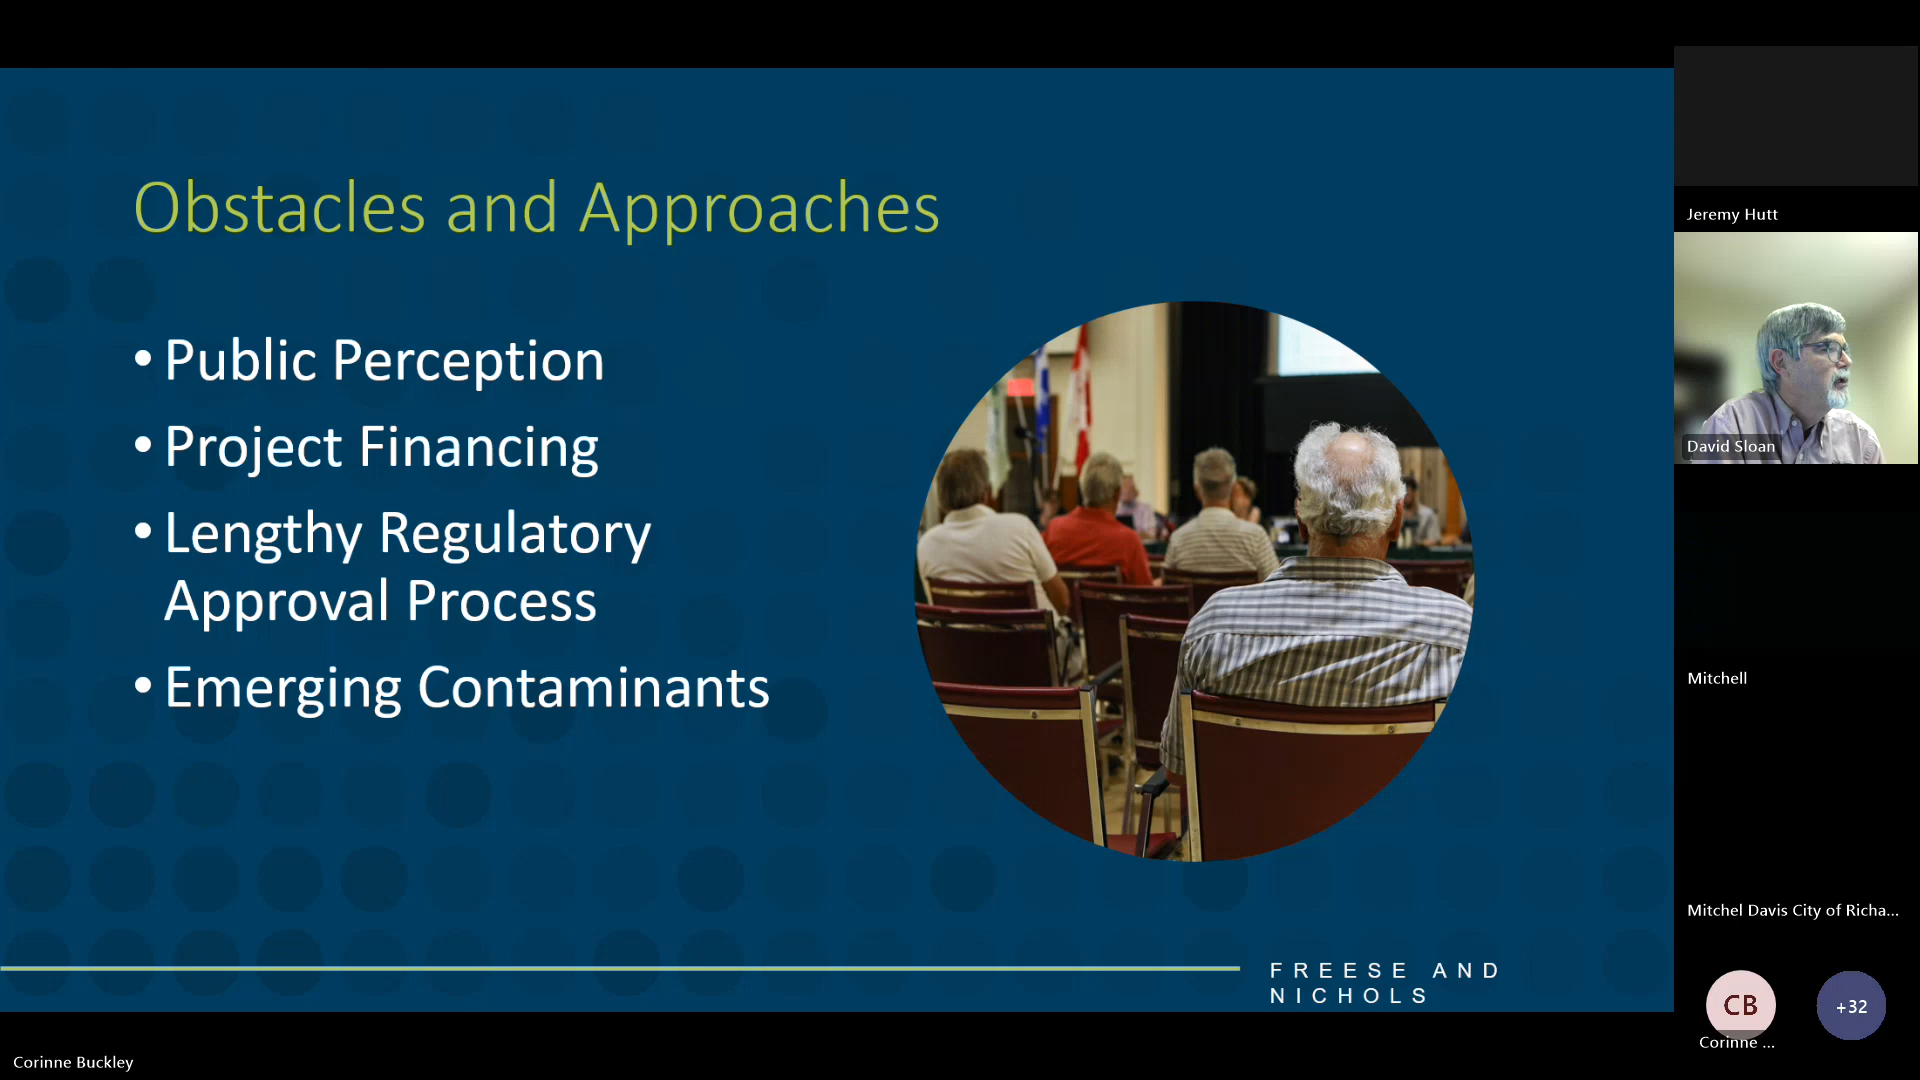 Obstacles and Approaches
• Public Perception
• Project Financing
• Lengthy Regulatory
Approval Process
• Emerging Contaminants
FREESE AND
NICHOLS
Corinne Buckley
Jeremy Hutt
David Sloan
Mitchell
Mitchel Davis City of Richa...
CB
+32
Corinne ...